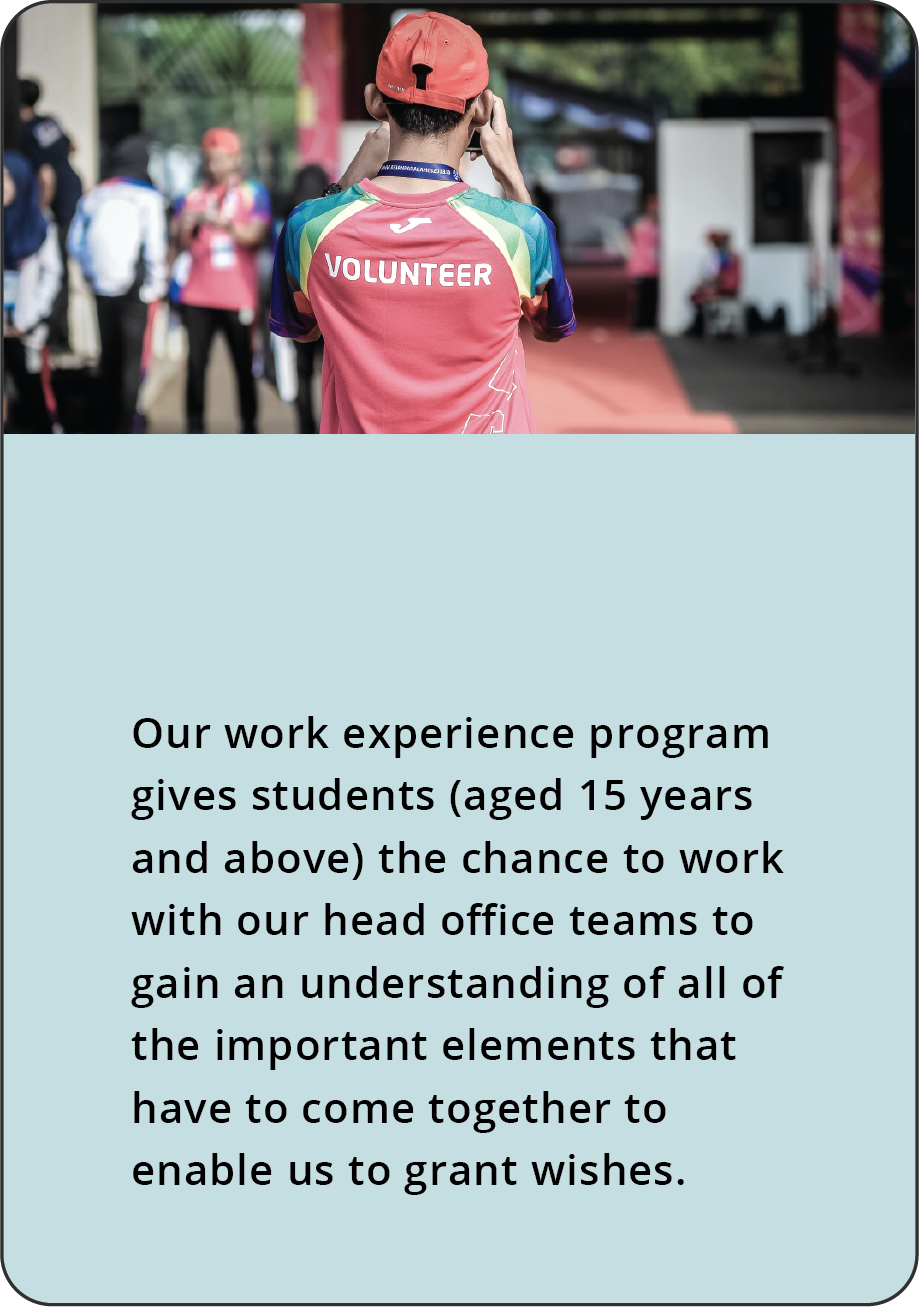 VOLUNTEER
Our work experience program
gives students (aged 15 years
and above) the chance to work
with our head office teams to
gain an understanding of all of
the important elements that
have to come together to
enable us to grant wishes.